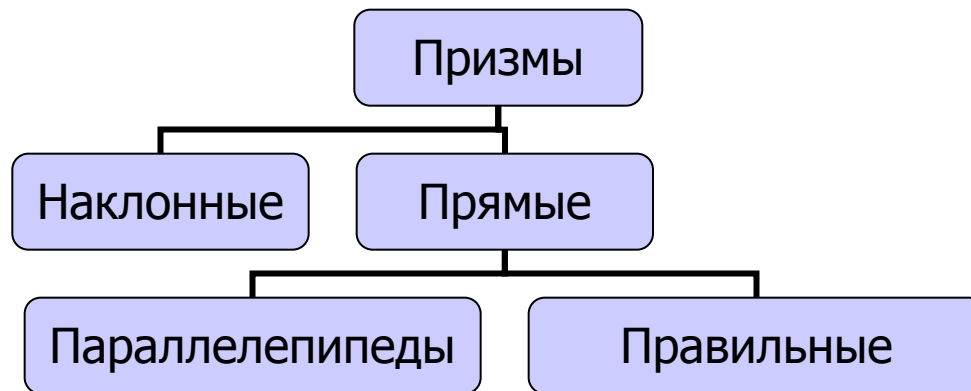 Призмы
Наклонные
Прямые
Параллелепипеды
Правильные